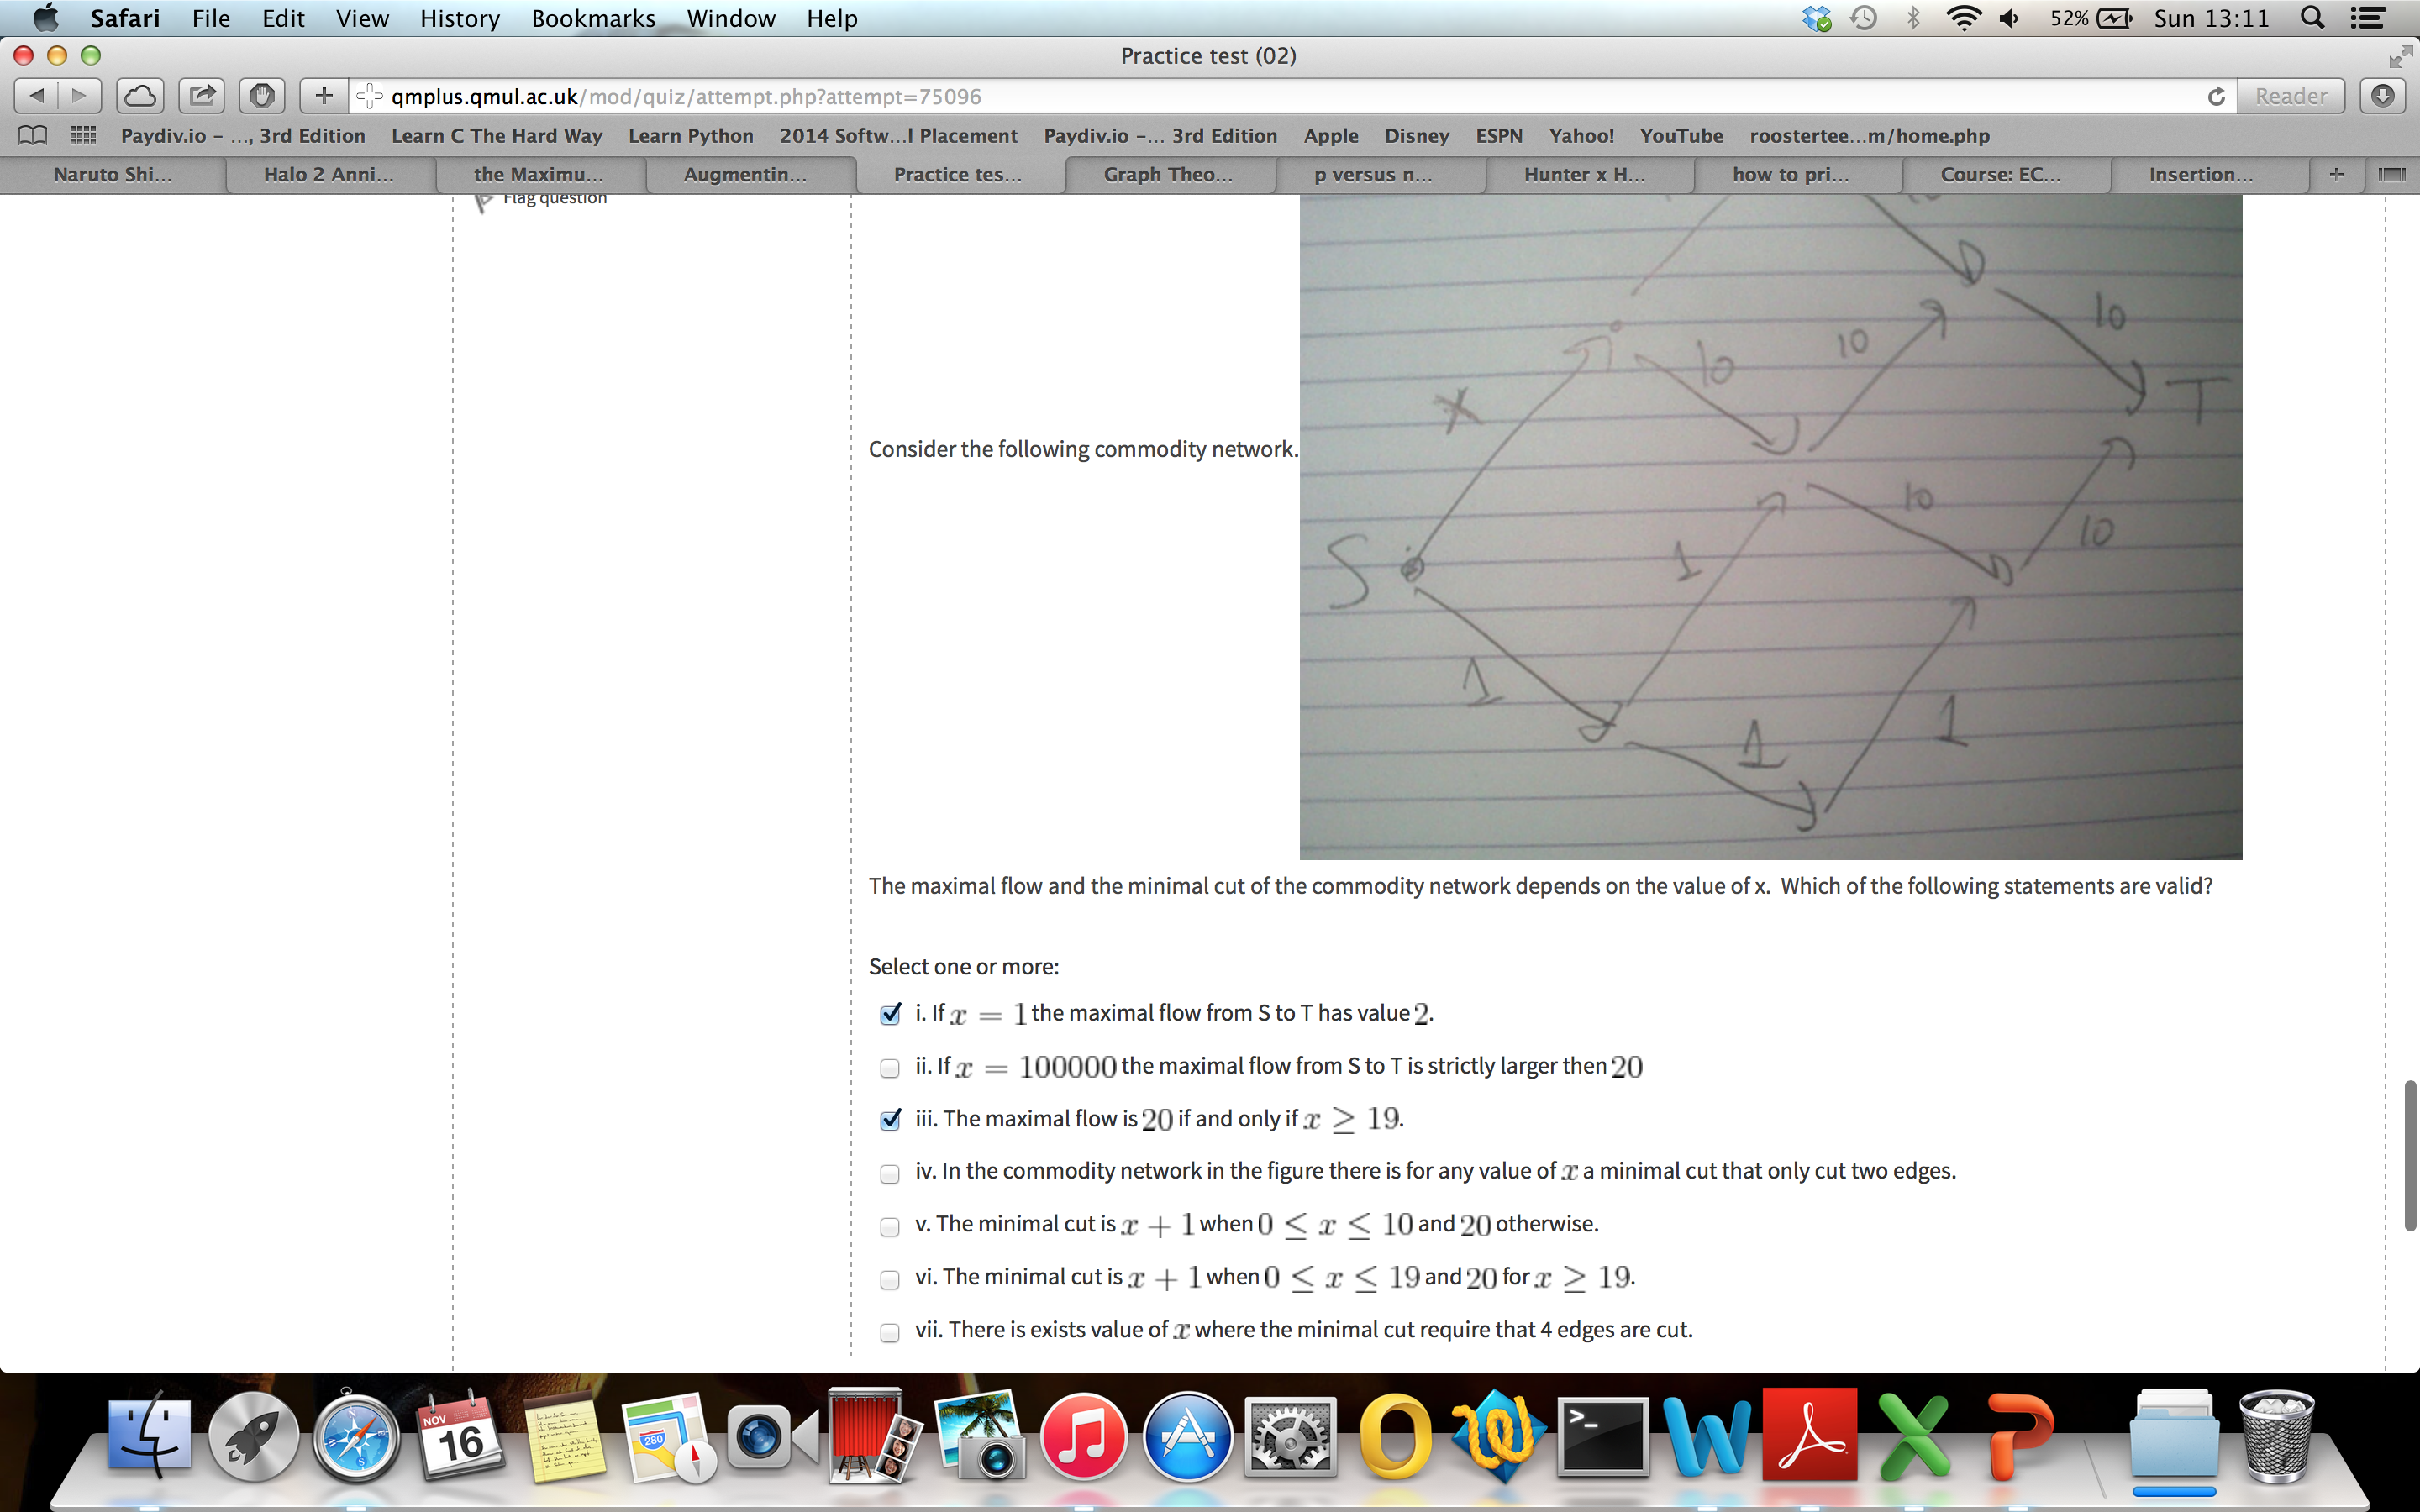 Safari File Edit View History Bookmarks Window Help 52% Sun 13:11
Practice test (02)
qmplus.qmul.ac.uk/mod/quiz/attempt.php?attempt=75096 Reader
Paydiv.io – ..., 3rd Edition Learn C The Hard Way Learn Python 2014 Softw...l Placement Paydiv.io –... 3rd Edition Apple Disney ESPN Yahoo! YouTube roostertee...m/home.php
Naruto Shi... Halo 2 Anni... the Maximu... Augmentin... Practice tes... Graph Theo... p versus n... Hunter x H... how to pri... Course: EC... Insertion...
Flag question
10
10 10
x T
Consider the following commodity network.
10
10
S 1
1
1 1
The maximal flow and the minimal cut of the commodity network depends on the value of x. Which of the following statements are valid?
Select one or more:
i. If x = 1 the maximal flow from S to T has value 2.
ii. If x = 100000 the maximal flow from S to T is strictly larger then 20
iii. The maximal flow is 20 if and only if x ≥ 19.
iv. In the commodity network in the figure there is for any value of x a minimal cut that only cut two edges.
v. The minimal cut is x + 1 when 0 ≤ x ≤ 10 and 20 otherwise.
vi. The minimal cut is x + 1 when 0 ≤ x ≤ 19 and 20 for x ≥ 19.
vii. There is exists value of x where the minimal cut require that 4 edges are cut.
NOV
16
280